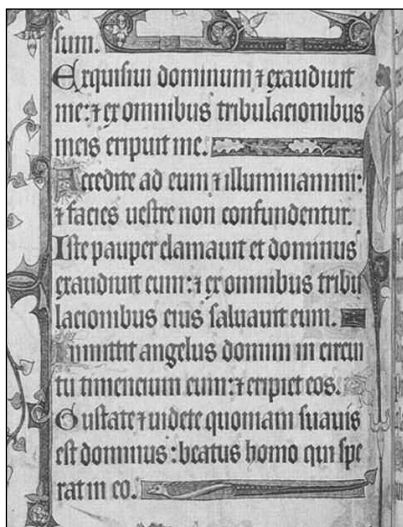 sum.
Exquisiui dominum ⁊ exaudiuit
me: ⁊ ex omnibus tribulacionibus
meis eripuit me.
Accedite ad eum ⁊ illuminamini:
⁊ facies uestre non confundentur.
Iste pauper clamauit et dominus
exaudiuit eum: ⁊ ex omnibus tribu
lacionibus eius saluauit eum.
Inmittit angelus domini in circui
tu timencium eum: ⁊ eripiet eos.
Gustate ⁊ uidete quoniam suauis
est dominus: beatus homo qui spe
rat in eo.